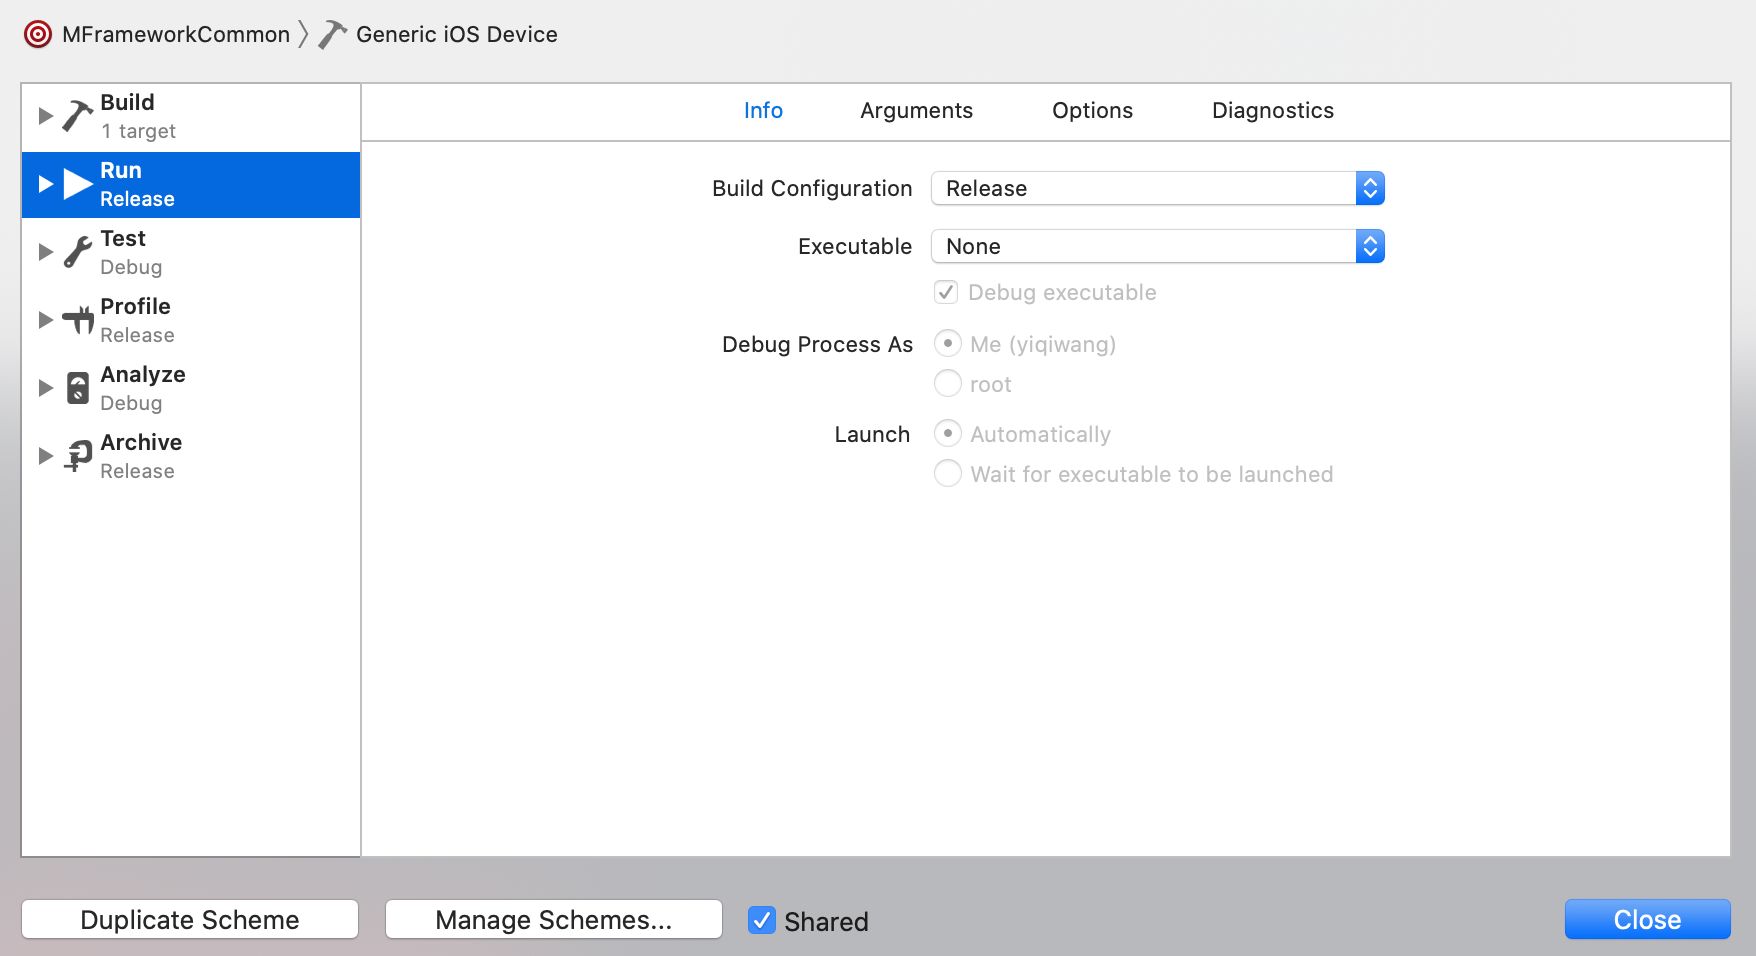 MFrameworkCommon Generic iOS Device
Build
1 target
Run
Release
Test
Debug
Profile
Release
Analyze
Debug
Archive
Release
Info Arguments Options Diagnostics
Build Configuration Release
Executable None
Debug executable
Debug Process As Me (yiqiwang)
root
Launch Automatically
Wait for executable to be launched
Duplicate Scheme Manage Schemes... Shared Close